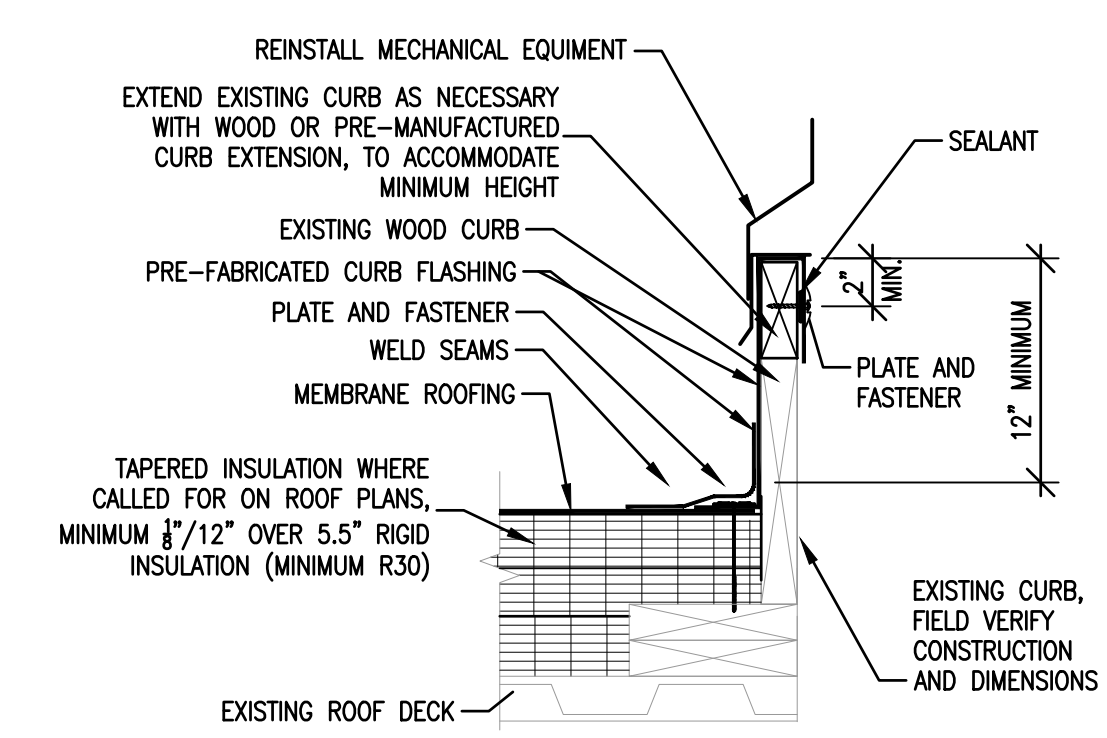 REINSTALL MECHANICAL EQUIMENT
EXTEND EXISTING CURB AS NECESSARY
WITH WOOD OR PRE-MANUFACTURED
CURB EXTENSION, TO ACCOMMODATE
MINIMUM HEIGHT
EXISTING WOOD CURB
PRE-FABRICATED CURB FLASHING
PLATE AND FASTENER
WELD SEAMS
MEMBRANE ROOFING
TAPERED INSULATION WHERE
CALLED FOR ON ROOF PLANS,
MINIMUM 1/8"/12" OVER 5.5" RIGID
INSULATION (MINIMUM R30)
EXISTING ROOF DECK
SEALANT
2"
MIN.
12" MINIMUM
PLATE AND
FASTENER
EXISTING CURB,
FIELD VERIFY
CONSTRUCTION
AND DIMENSIONS